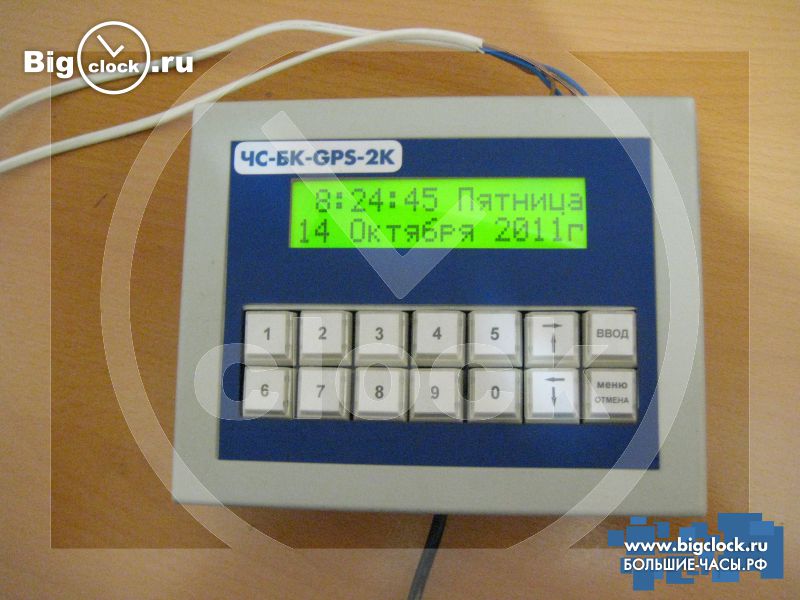 Big clock.ru
ЧС-БК-GPS-2К
8:24:45 Пятница
14 Октября 2011г
1 2 3 4 5 → ↑ ВВОД
6 7 8 9 0 ← ↓ меню ОТМЕНА
clock
www.bigclock.ru
БОЛЬШИЕ-ЧАСЫ.РФ